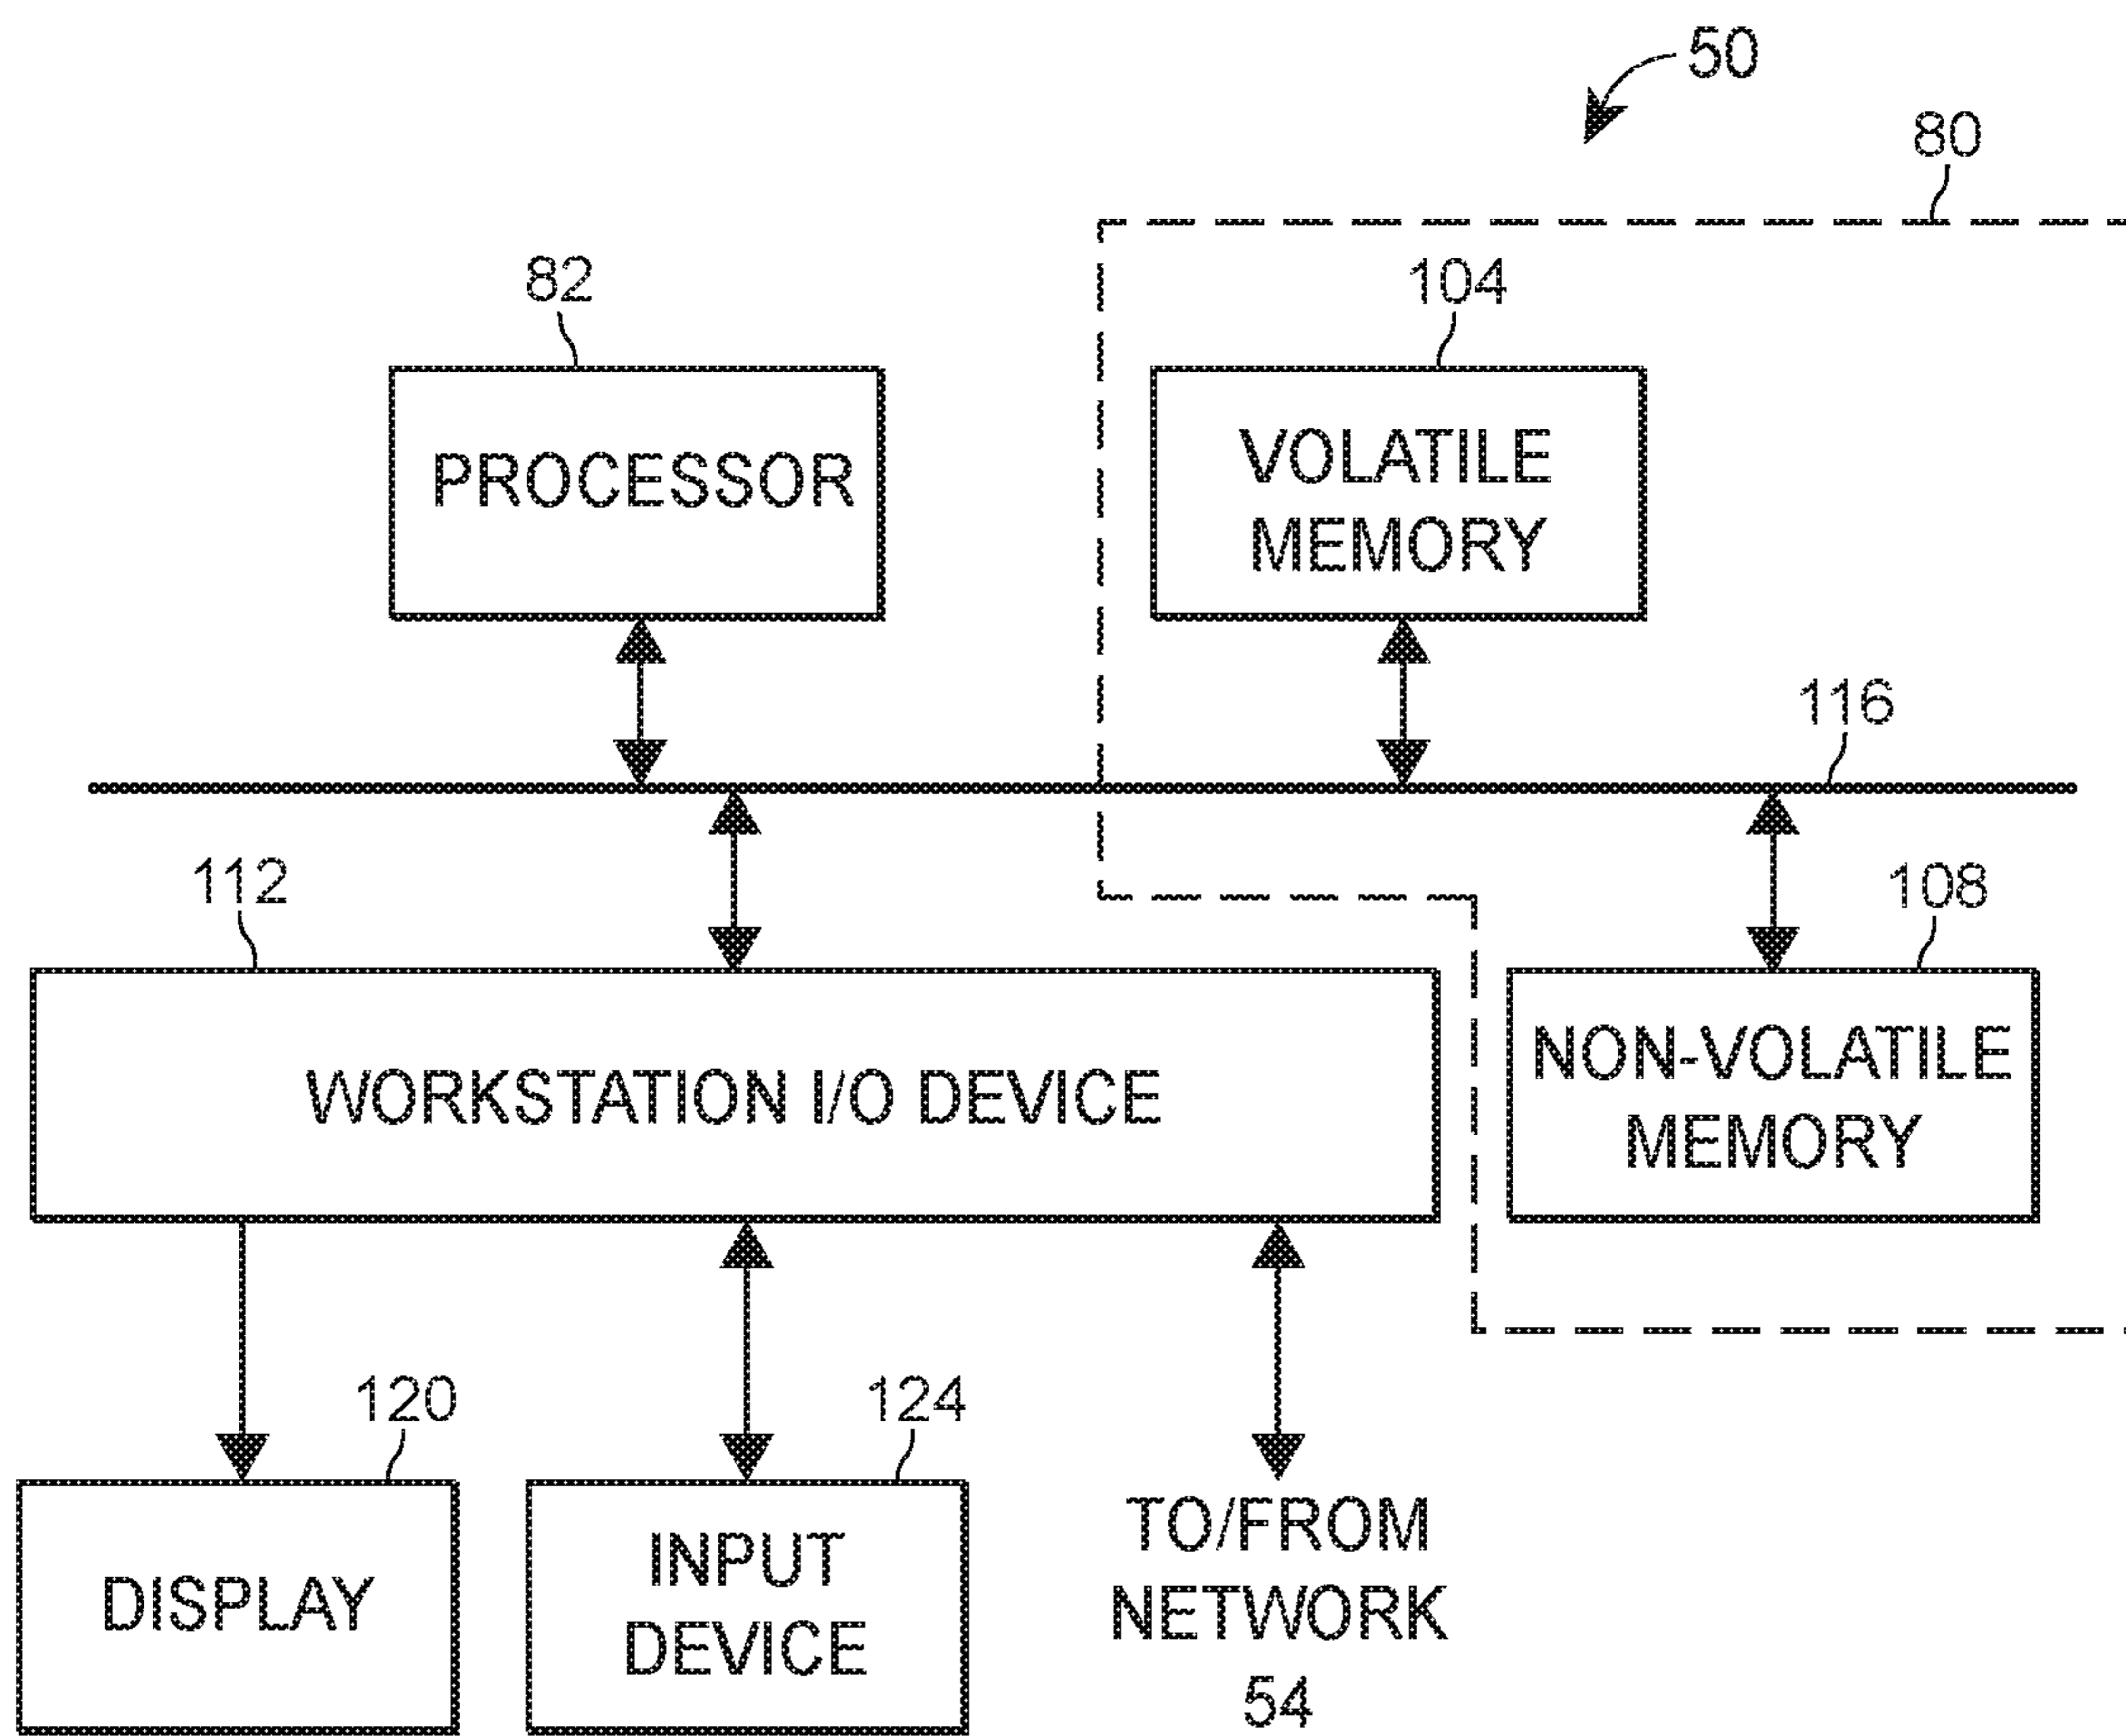 50
80
82
104
PROCESSOR
VOLATILE
MEMORY
116
112
108
WORKSTATION I/O DEVICE
NON-VOLATILE
MEMORY
120
124
DISPLAY
INPUT
DEVICE
TO/FROM
NETWORK
54